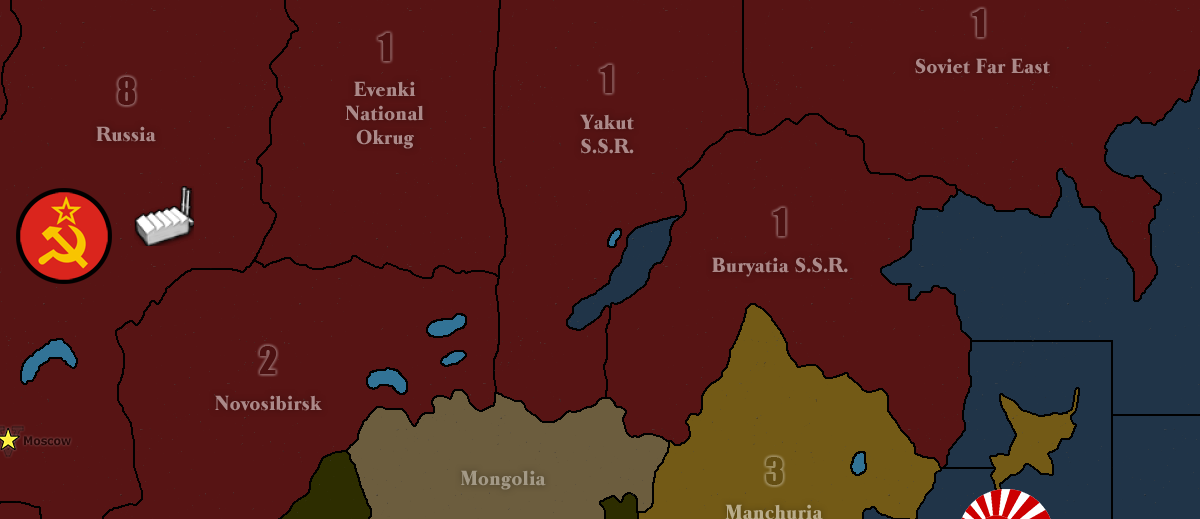 1
Soviet Far East
1
Evenki
National
Okrug
1
Yakut
S.S.R.
8
Russia
1
Buryatia S.S.R.
2
Novosibirsk
Moscow
Mongolia
3
Manchuria